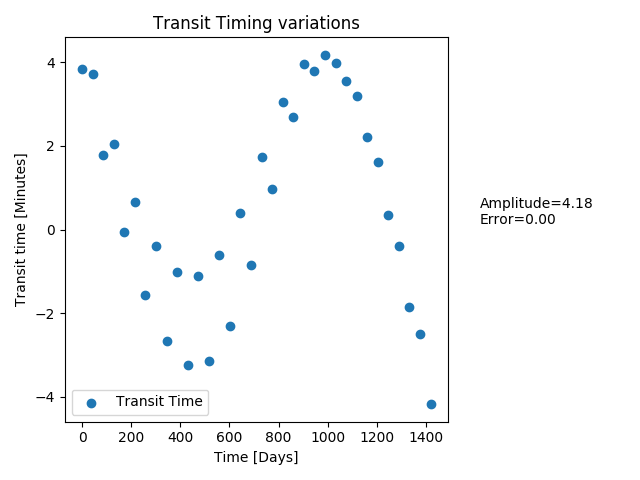 Transit Timing variations
Transit time [Minutes]
4
2
0
−2
−4
Transit Time
0 200 400 600 800 1000 1200 1400
Time [Days]
Amplitude=4.18
Error=0.00